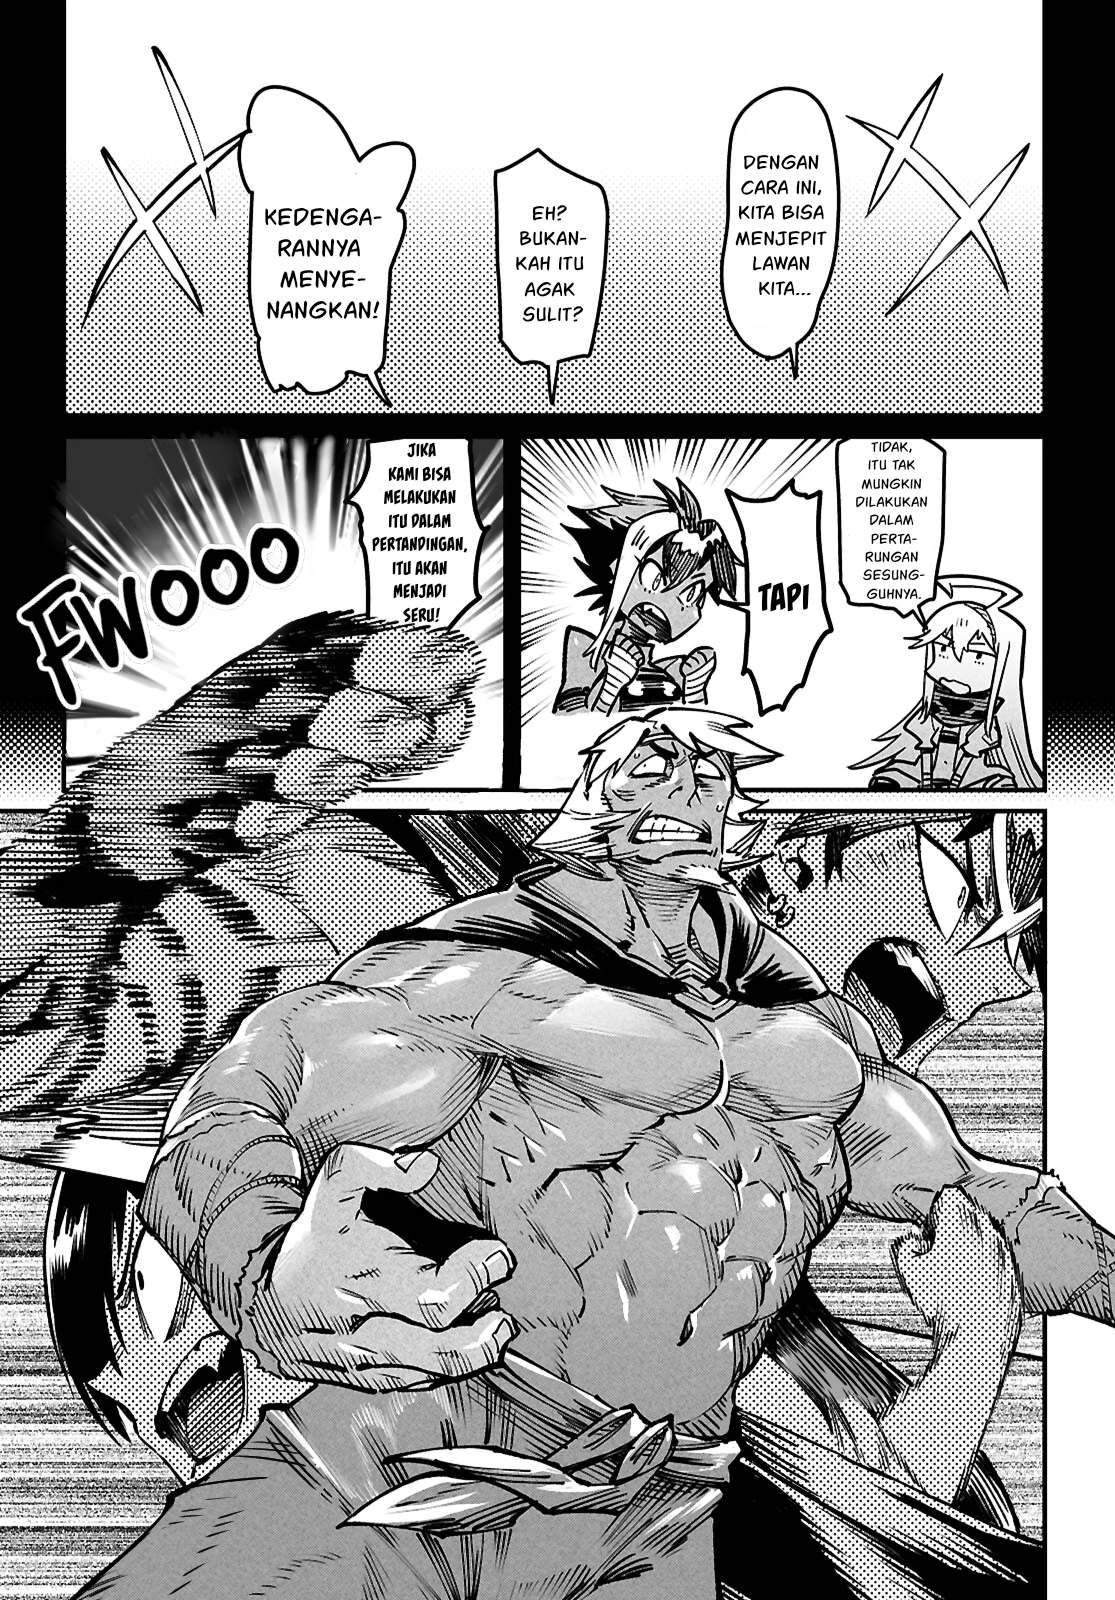 DENGAN
CARA INI,
KITA BISA
MENJEPIT
LAWAN
KITA...
EH?
BUKAN-
KAH ITU
AGAK
SULIT?
KEDENGA-
RANNYA
MENYE-
NANGKAN!
TIDAK,
ITU TAK
MUNGKIN
DILAKUKAN
DALAM
PERTA-
RUNGAN
SESUNG-
GUHNYA.
TAPI
JIKA
KAMI BISA
MELAKUKAN
ITU DALAM
PERTANDINGAN,
ITU AKAN
MENJADI
SERU!
FWOOO